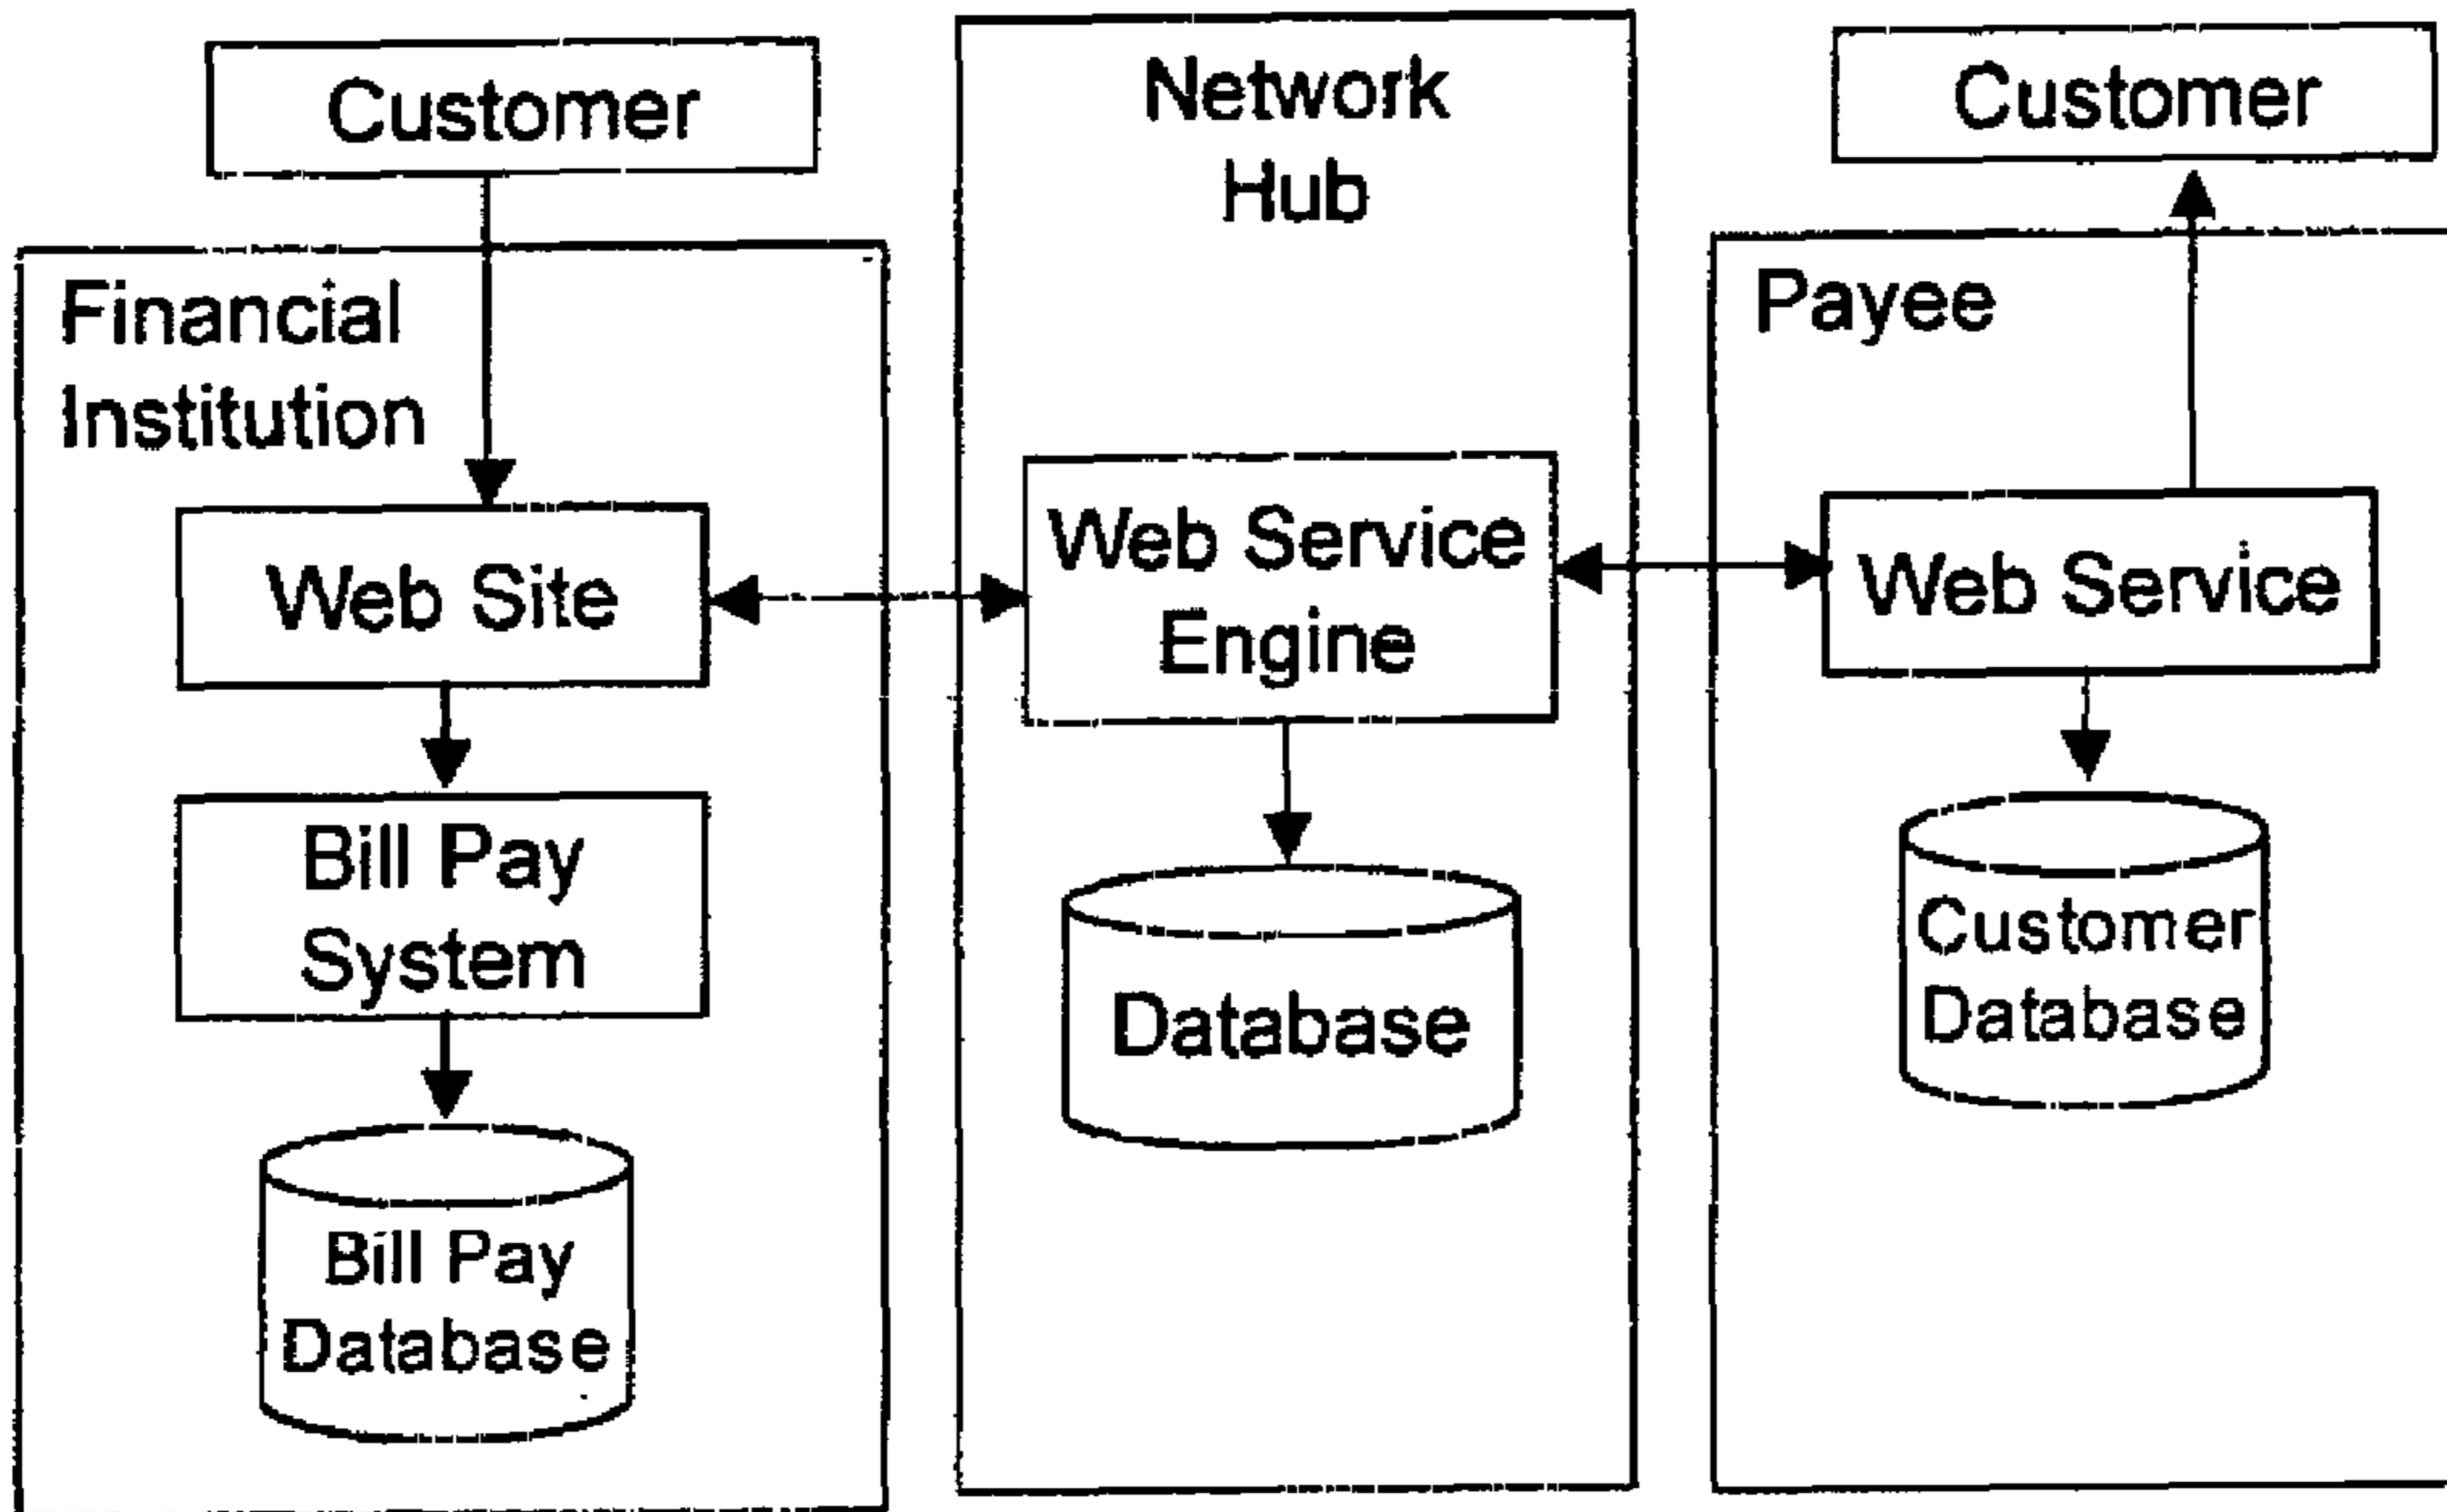 Customer
Financial
Institution
Web Site
Bill Pay
System
Bill Pay
Database
Network
Hub
Web Service
Engine
Database
Customer
Payee
Web Service
Customer
Database